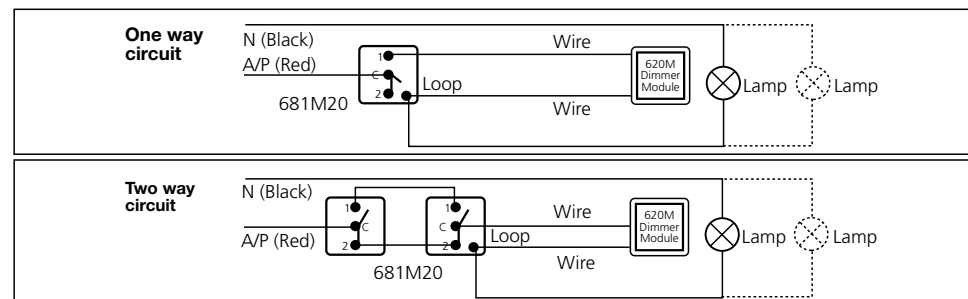 One way
circuit
N (Black)
A/P (Red)
1
C
2
Loop
681M20
Wire
Wire
620M
Dimmer
Module
Lamp
Lamp
Two way
circuit
N (Black)
A/P (Red)
1
C
2
1
C
2
Loop
681M20
Wire
Wire
620M
Dimmer
Module
Lamp
Lamp